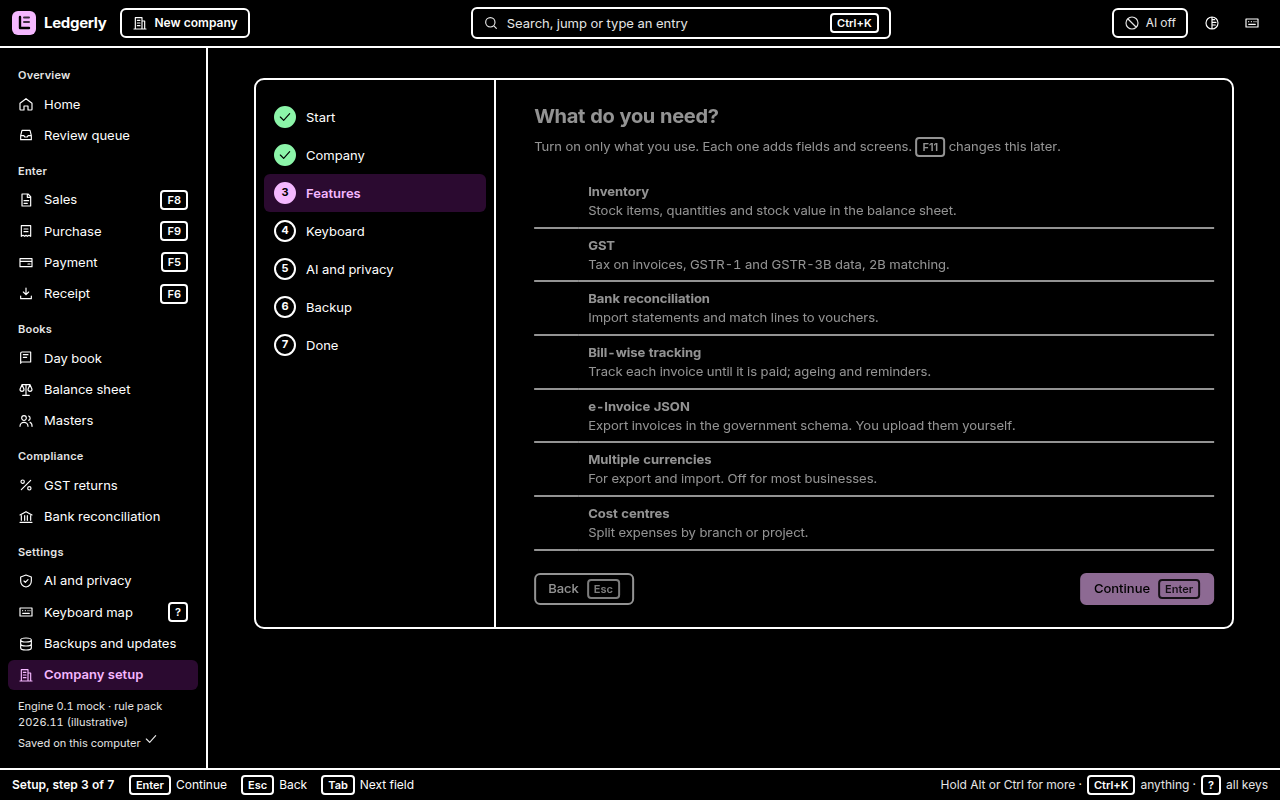 Ledgerly
New company
Search, jump or type an entry
Ctrl+K
AI off
Overview
Home
Review queue
Enter
Sales F8
Purchase F9
Payment F5
Receipt F6
Books
Day book
Balance sheet
Masters
Compliance
GST returns
Bank reconciliation
Settings
AI and privacy
Keyboard map ?
Backups and updates
Company setup
Engine 0.1 mock · rule pack
2026.11 (illustrative)
Saved on this computer
Start
Company
3 Features
4 Keyboard
5 AI and privacy
6 Backup
7 Done
What do you need?
Turn on only what you use. Each one adds fields and screens. F11 changes this later.
Inventory
Stock items, quantities and stock value in the balance sheet.
GST
Tax on invoices, GSTR-1 and GSTR-3B data, 2B matching.
Bank reconciliation
Import statements and match lines to vouchers.
Bill-wise tracking
Track each invoice until it is paid; ageing and reminders.
e-Invoice JSON
Export invoices in the government schema. You upload them yourself.
Multiple currencies
For export and import. Off for most businesses.
Cost centres
Split expenses by branch or project.
Back Esc
Continue Enter
Setup, step 3 of 7 Enter Continue Esc Back Tab Next field
Hold Alt or Ctrl for more · Ctrl+K anything · ? all keys